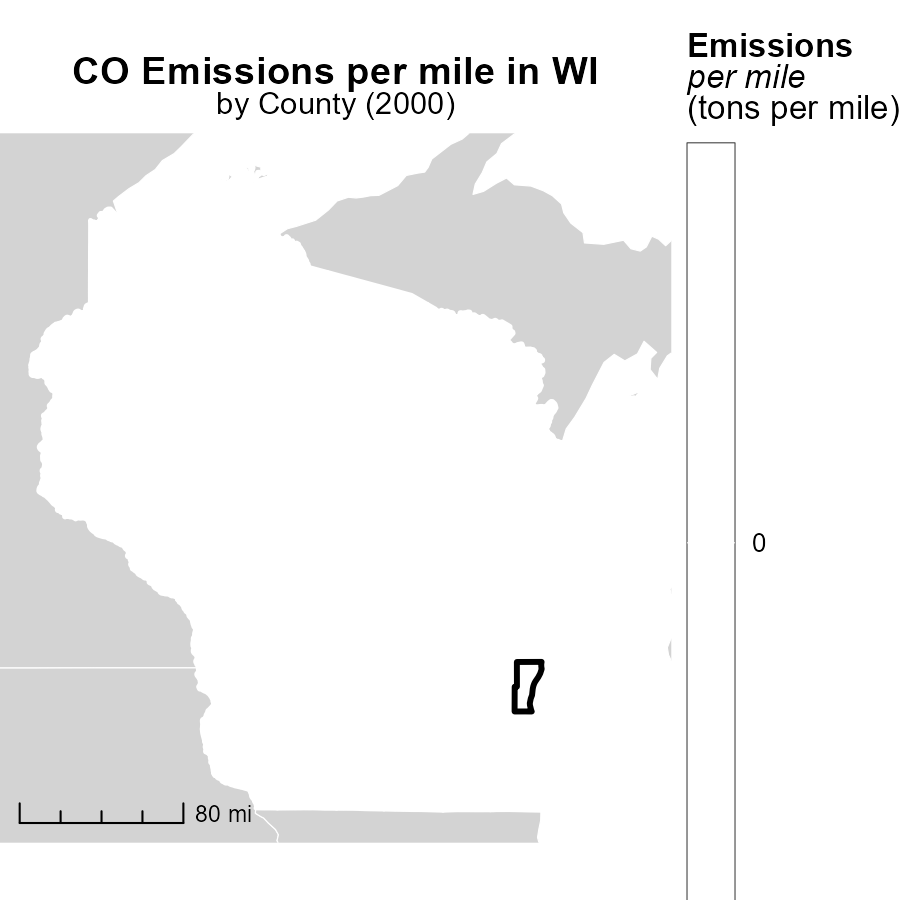 CO Emissions per mile in WI
by County (2000)
Emissions
per mile
(tons per mile)
0
80 mi